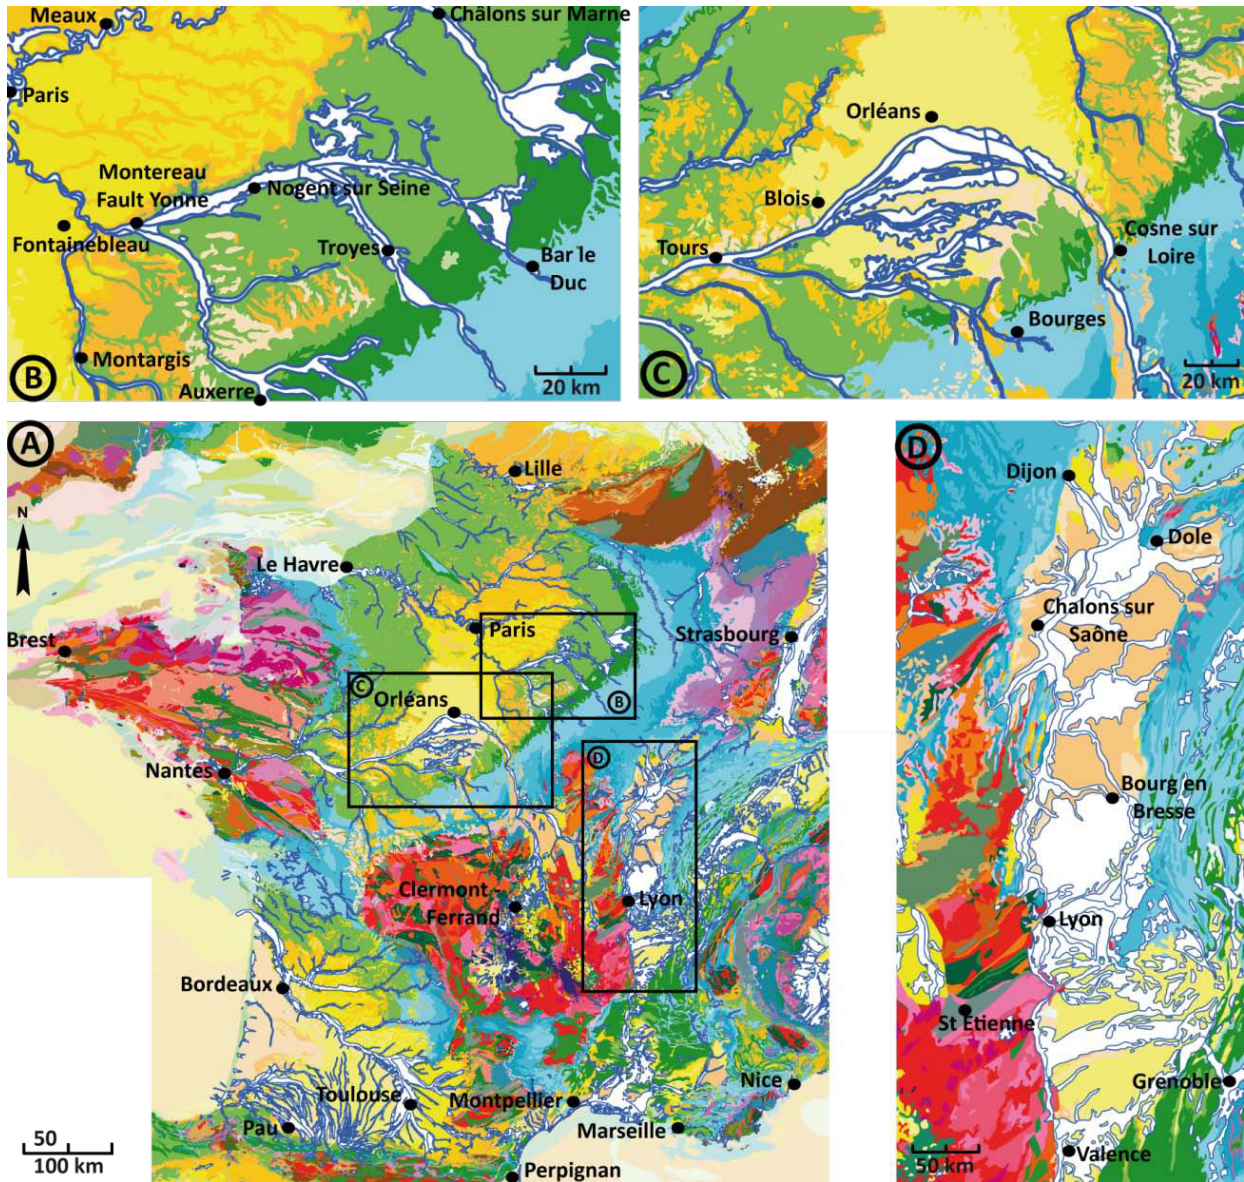 Meaux
Châlons sur Marne
Paris
Montereau
Fault Yonne
Nogent sur Seine
Fontainebleau
Troyes
Bar le
Duc
Montargis
B
Auxerre
20 km
Orléans
Blois
Tours
Cosne sur
Loire
Bourges
C
20 km
A
N
Lille
Le Havre
Paris
Brest
Strasbourg
C
Orléans
B
Nantes
D
Clermont -
Ferrand
Lyon
Bordeaux
Toulouse
Montpellier
Nice
Pau
Marseille
50
100 km
Perpignan
D
Dijon
Dole
Chalons sur
Saône
Bourg en
Bresse
Lyon
St Etienne
Grenoble
50 km
Valence